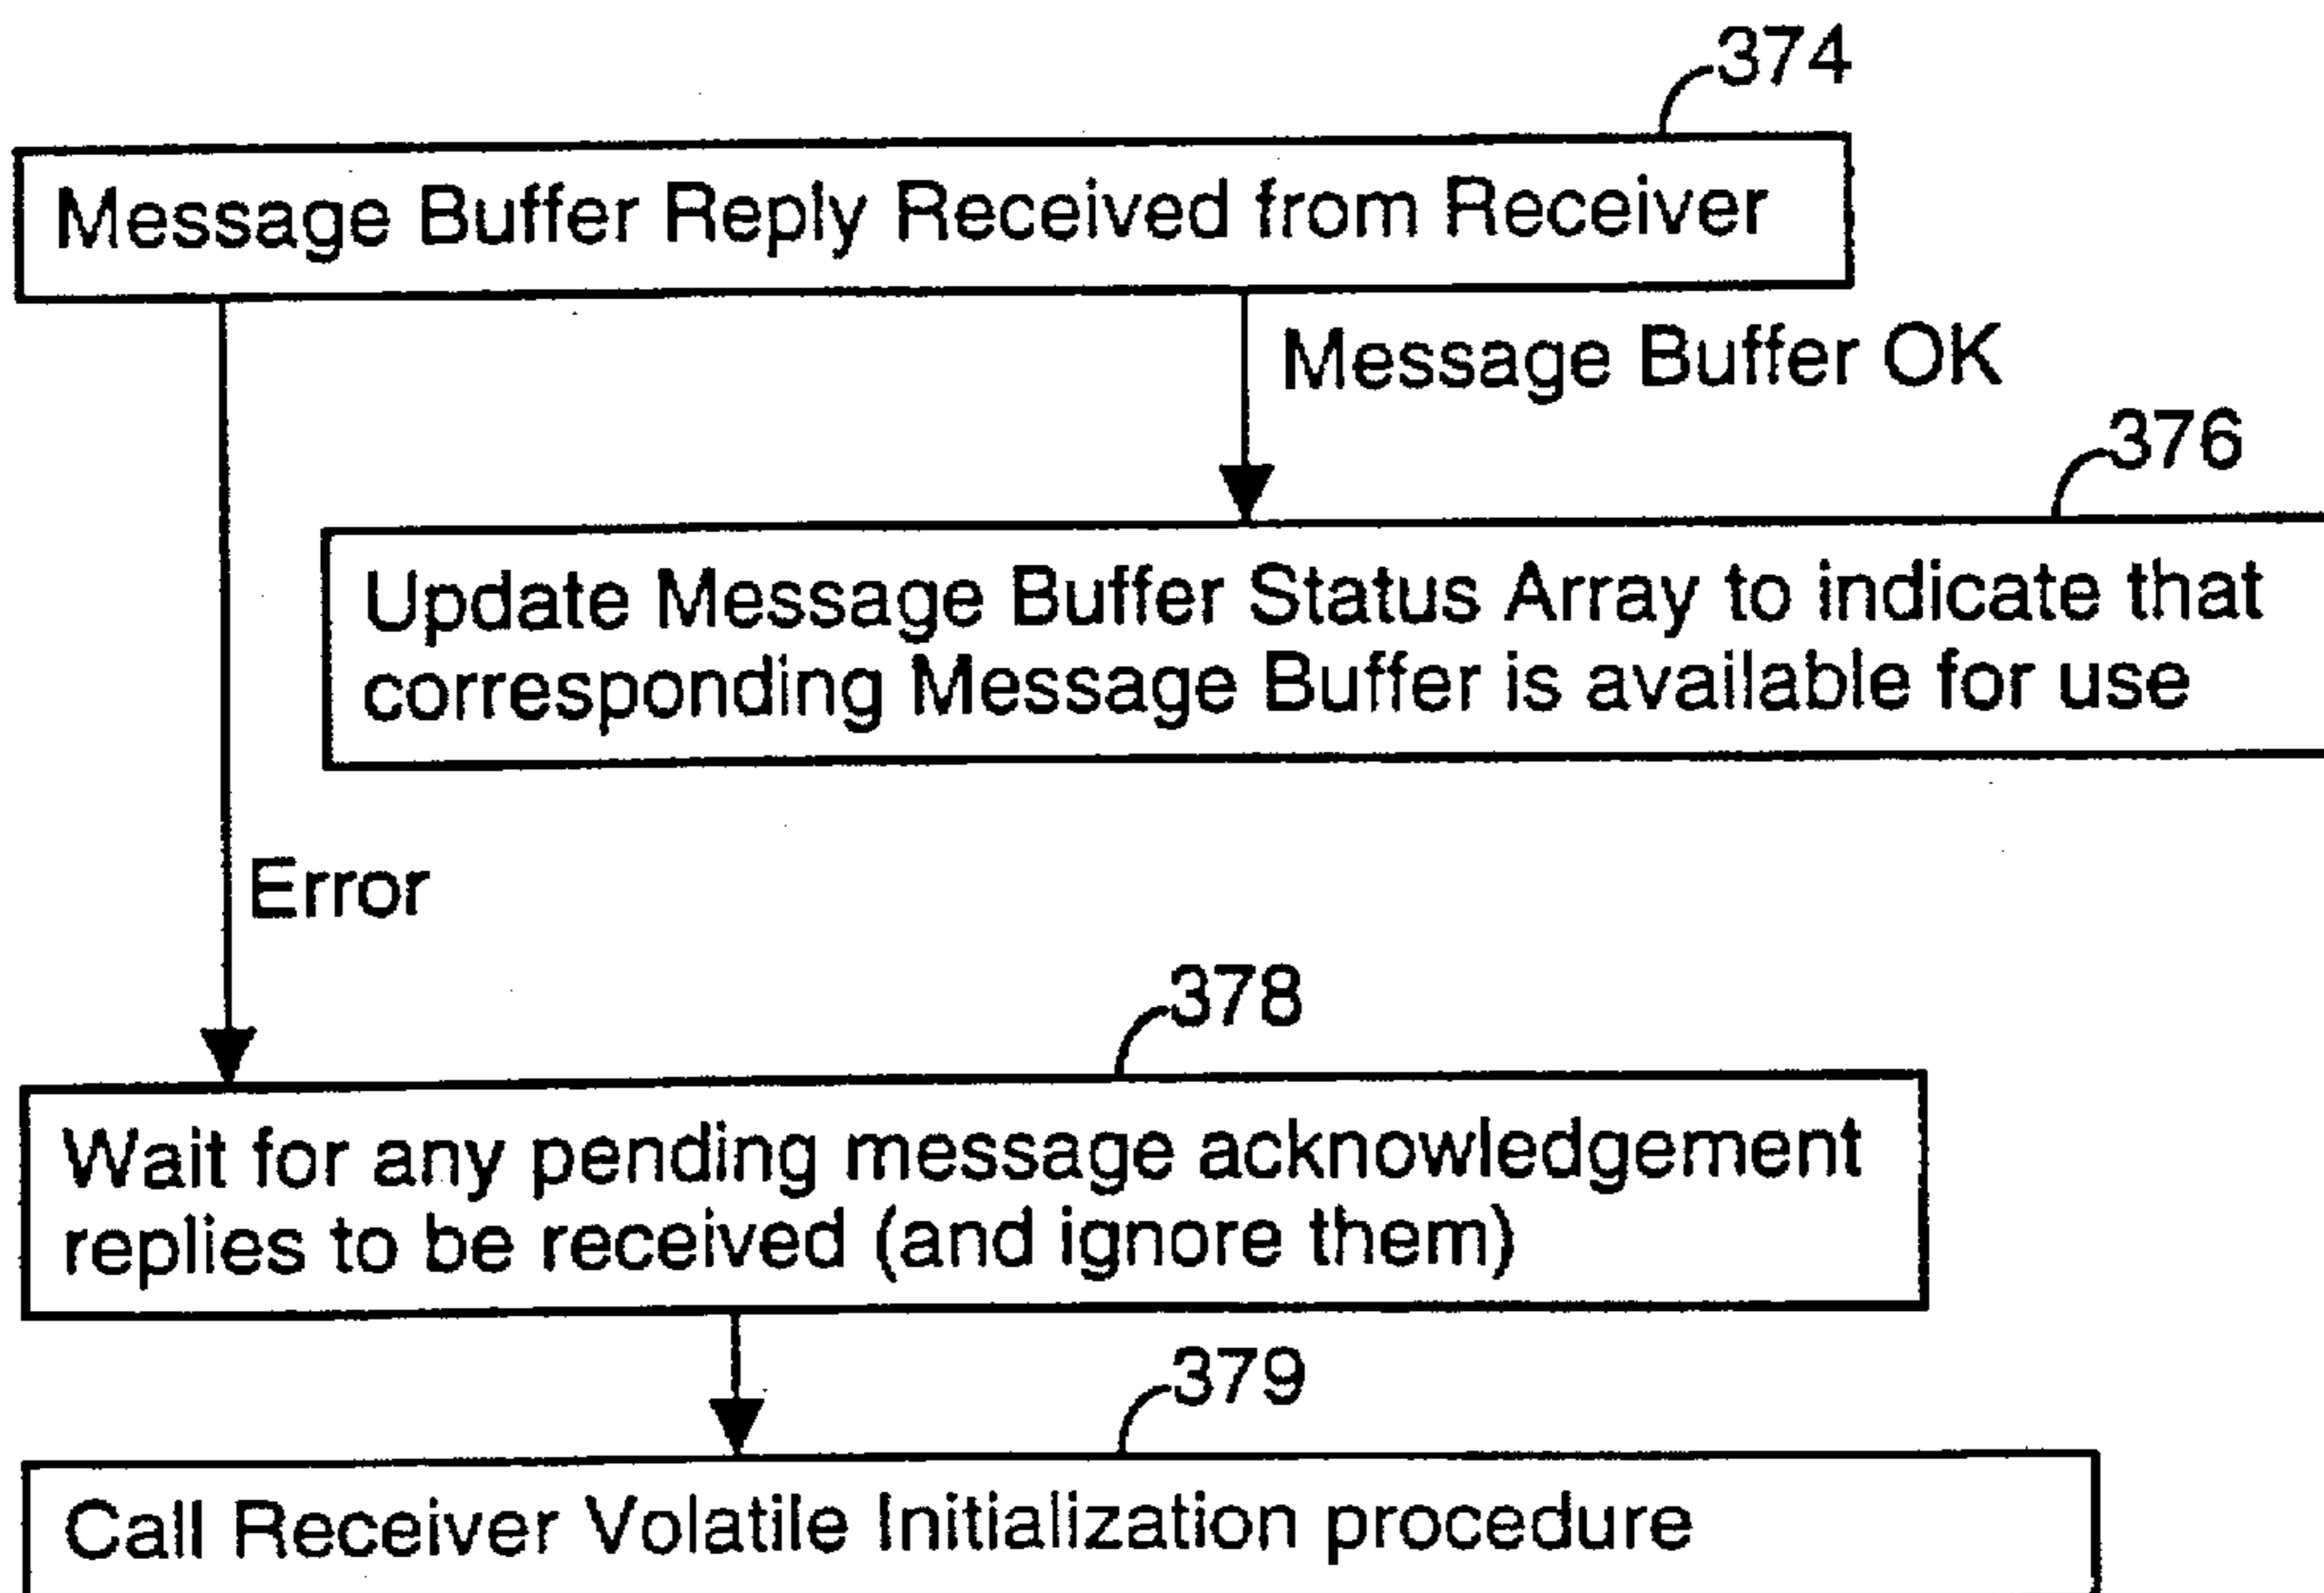 374
Message Buffer Reply Received from Receiver
Message Buffer OK
376
Update Message Buffer Status Array to indicate that
corresponding Message Buffer is available for use
Error
378
Wait for any pending message acknowledgement
replies to be received (and ignore them)
379
Call Receiver Volatile Initialization procedure